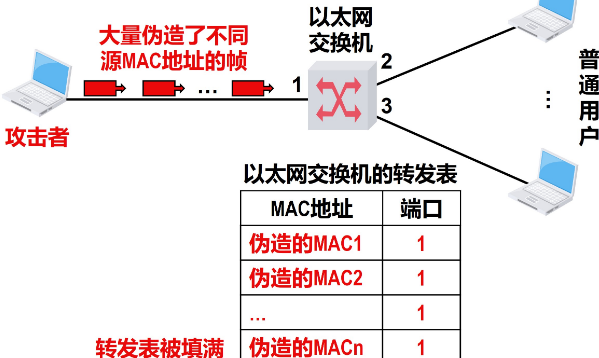 大量伪造了不同
源MAC地址的帧
…
以太网
交换机
1
2
3
攻击者
普通用户
…
以太网交换机的转发表
MAC地址 端口
伪造的MAC1 1
伪造的MAC2 1
… 1
转发表被填满 伪造的MACn 1